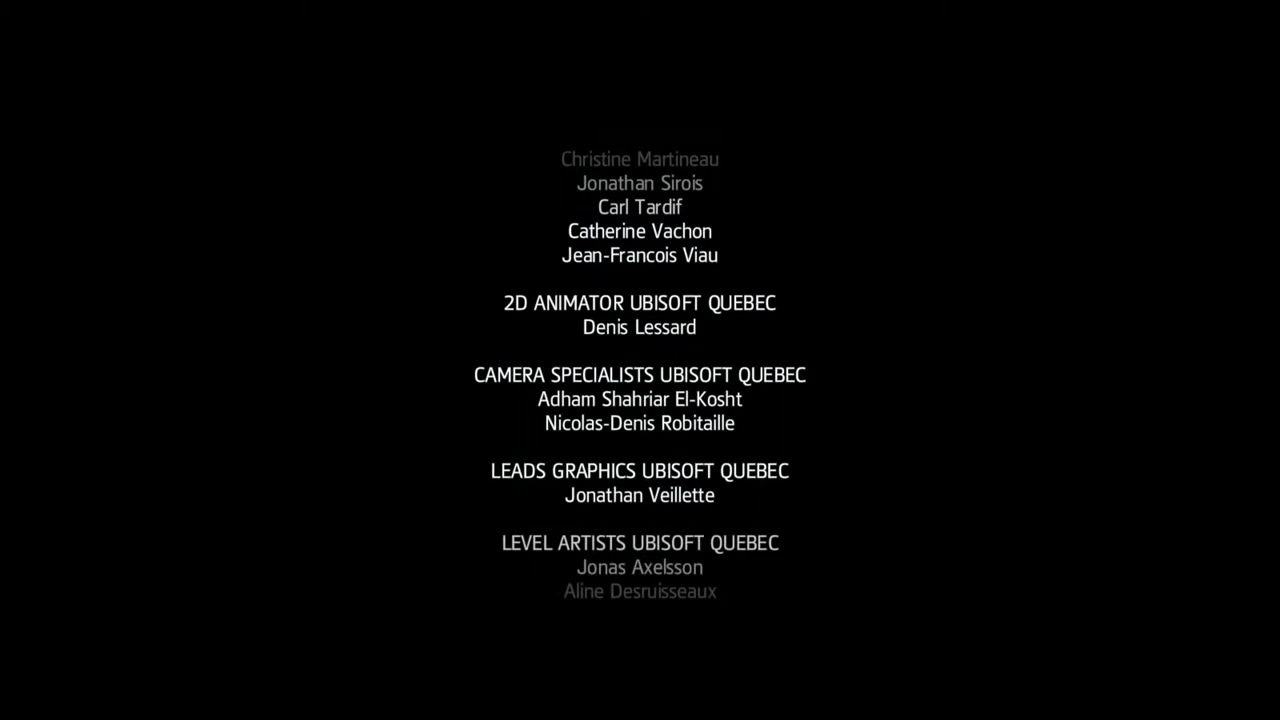 Christine Martineau
Jonathan Sirois
Carl Tardif
Catherine Vachon
Jean-Francois Viau
2D ANIMATOR UBISOFT QUEBEC
Denis Lessard
CAMERA SPECIALISTS UBISOFT QUEBEC
Adham Shahriar El-Kosht
Nicolas-Denis Robitaille
LEADS GRAPHICS UBISOFT QUEBEC
Jonathan Veillette
LEVEL ARTISTS UBISOFT QUEBEC
Jonas Axelsson
Aline Desruisseaux